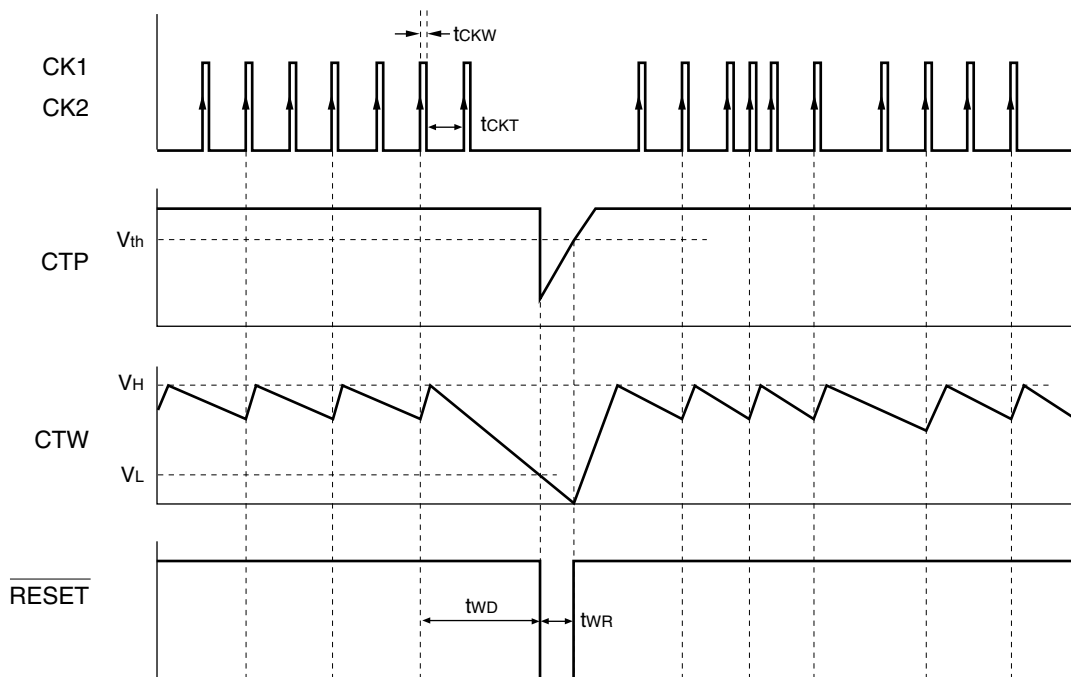 tCKW
CK1
CK2
tCKT
Vth
CTP
VH
CTW
VL
RESET
tWD
tWR